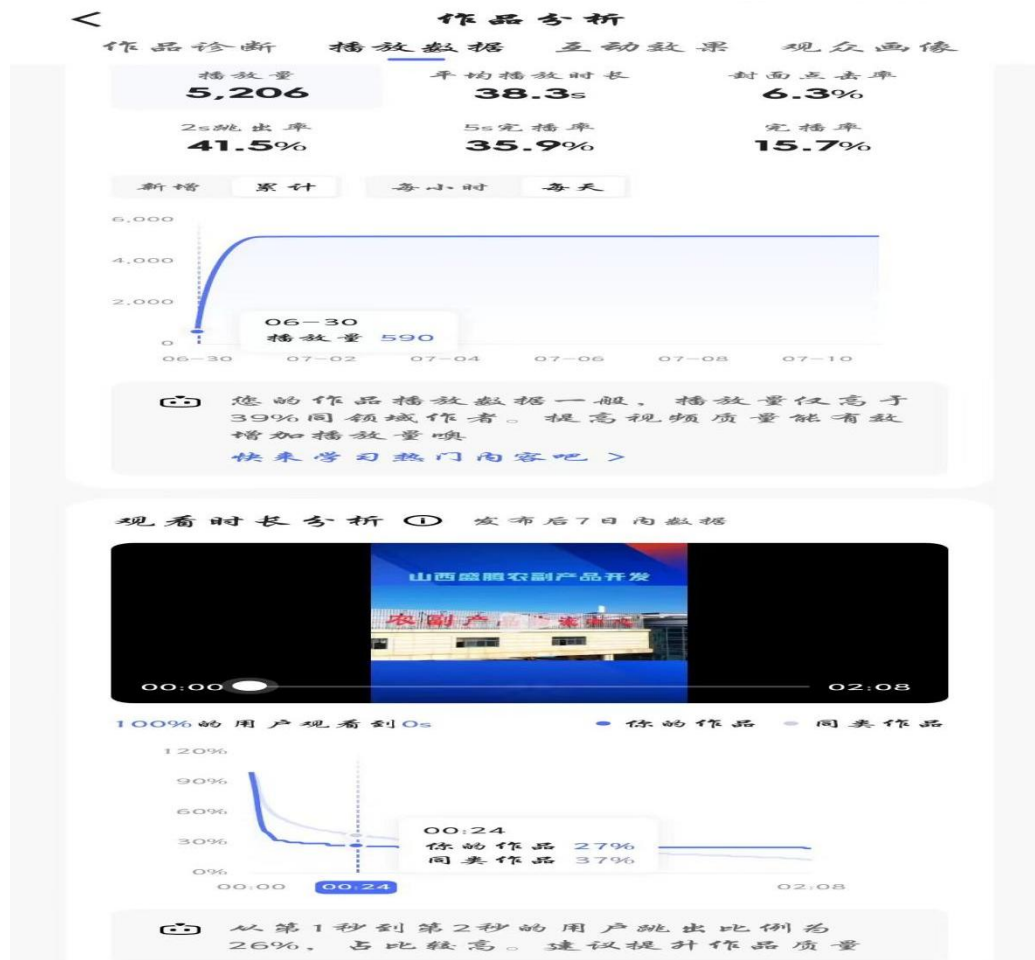 作品分析
作品诊断 播放数据 互动效果 观众画像
播放量 平均播放时长 封面点击率
5,206 38.3s 6.3%
2s跳出率 5s完播率 完播率
41.5% 35.9% 15.7%
新增 累计 每小时 每天
6,000
4,000
2,000
06-30
播放量 590
0
06-30 07-02 07-04 07-06 07-08 07-10
您的作品播放数据一般，播放量仅高于
39%同领域作者。提高视频质量能有效
增加播放量噢
快来学习热门内容吧 >
观看时长分析 发布后7日内数据
山西盛腾农副产品开发
农副产品
00:00 02:08
100%的用户观看到0s 你的作品 同类作品
120%
90%
60%
00:24
30% 你的作品 27%
同类作品 37%
0%
00:00 00:24 02:08
从第1秒到第2秒的用户跳出比例为
26%，占比较高。建议提升作品质量